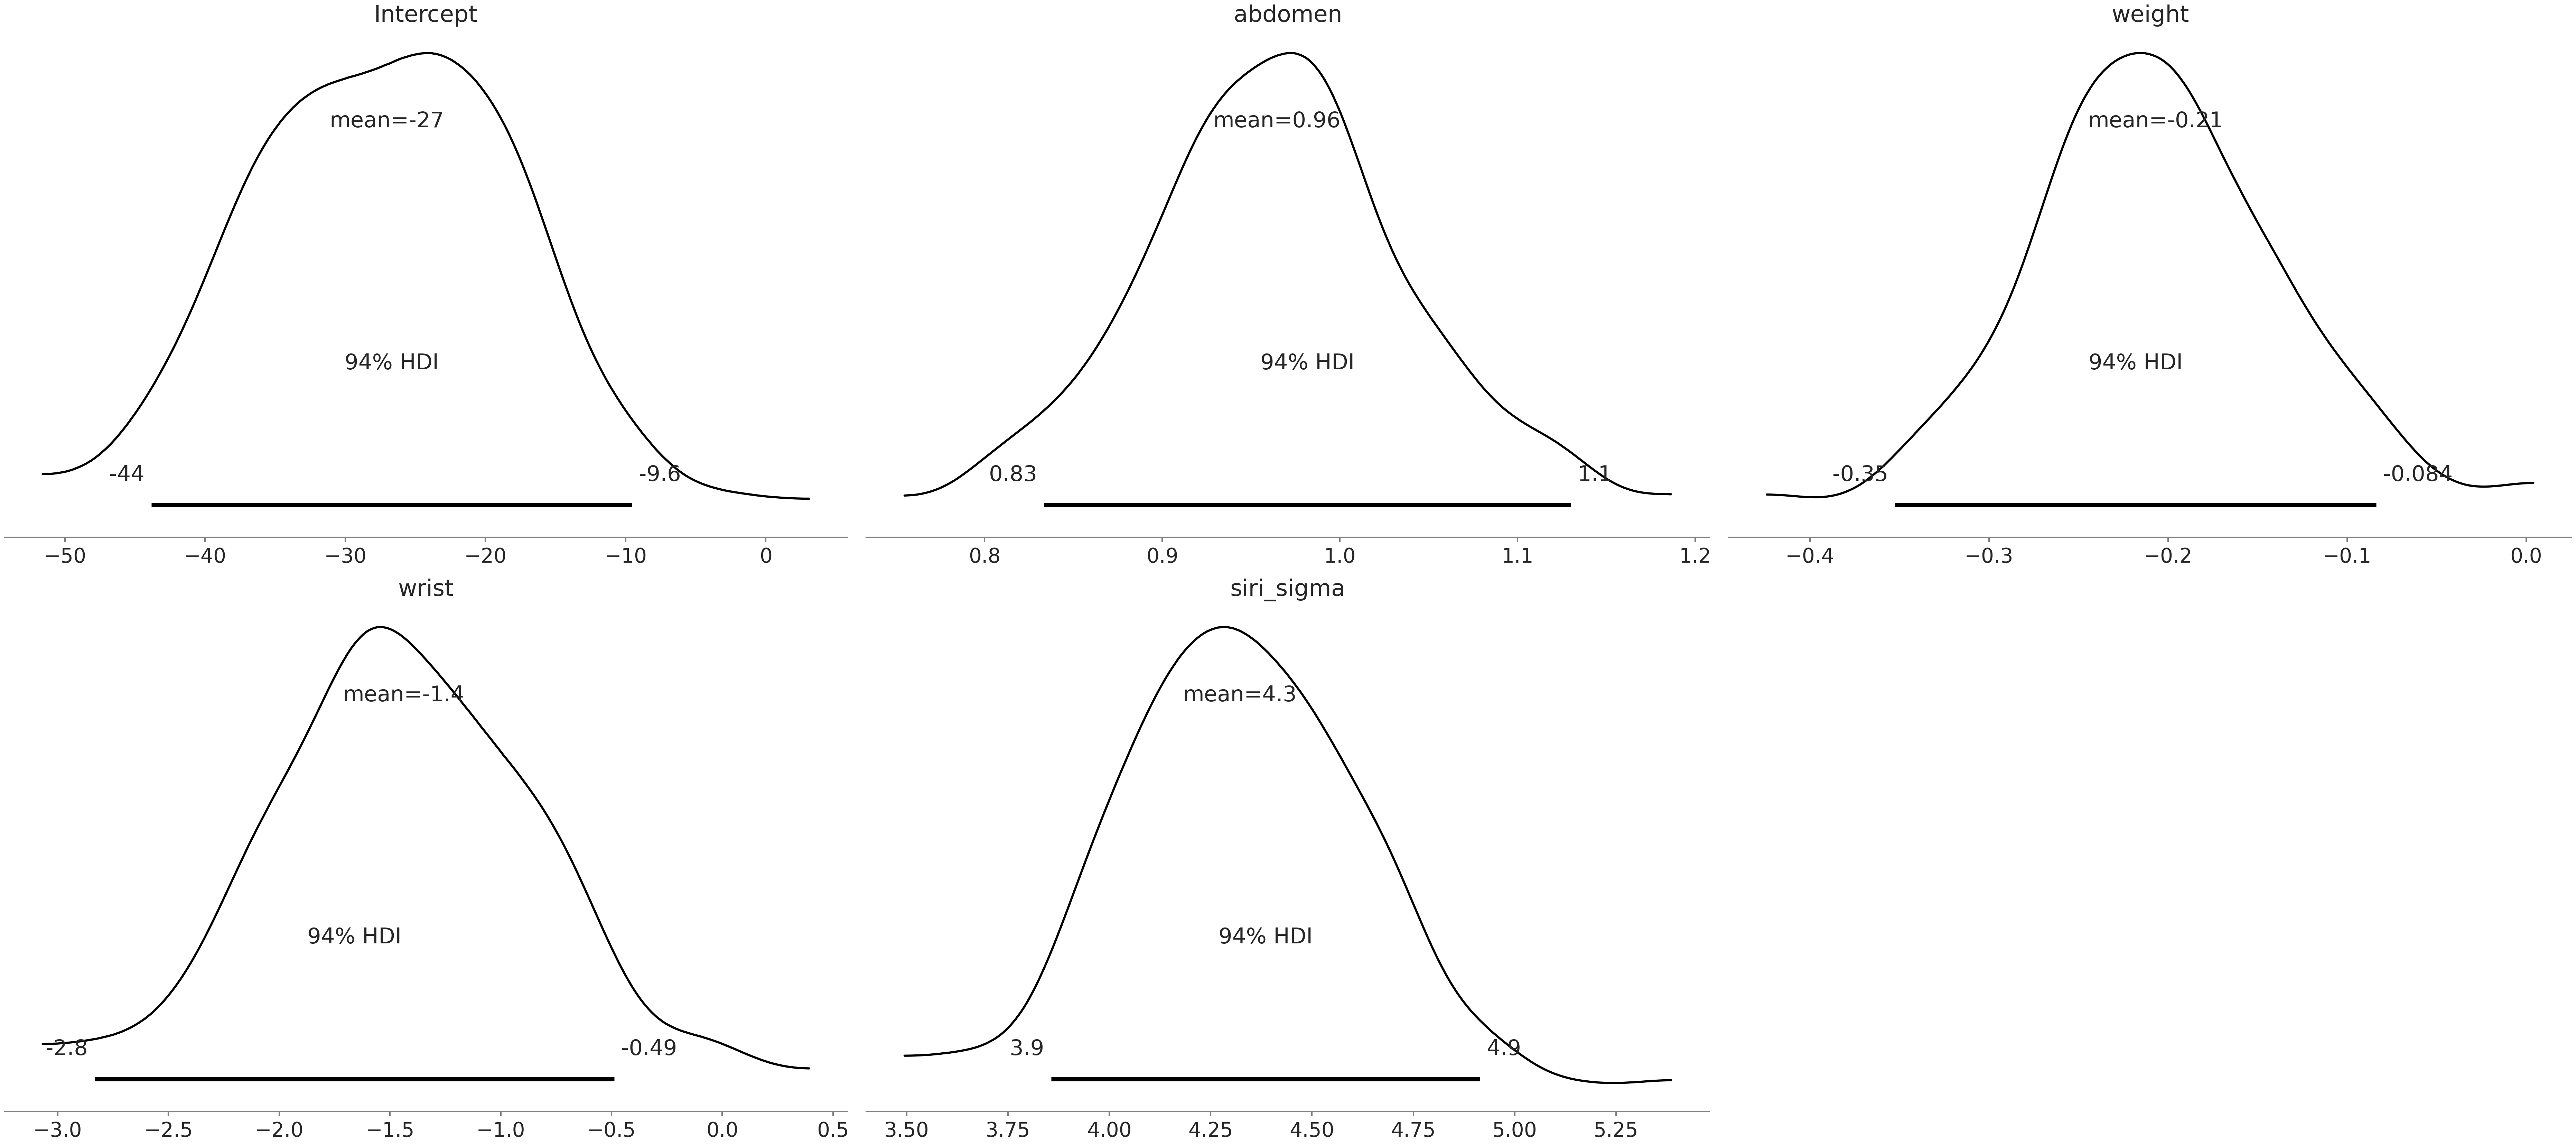 Intercept
mean=-27
94% HDI
-44
-9.6
−50 −40 −30 −20 −10 0
abdomen
mean=0.96
94% HDI
0.83
1.1
0.8 0.9 1.0 1.1 1.2
weight
mean=-0.21
94% HDI
-0.35
-0.084
−0.4 −0.3 −0.2 −0.1 0.0
wrist
mean=-1.4
94% HDI
-2.8
-0.49
−3.0 −2.5 −2.0 −1.5 −1.0 −0.5 0.0 0.5
siri_sigma
mean=4.3
94% HDI
3.9
4.9
3.50 3.75 4.00 4.25 4.50 4.75 5.00 5.25